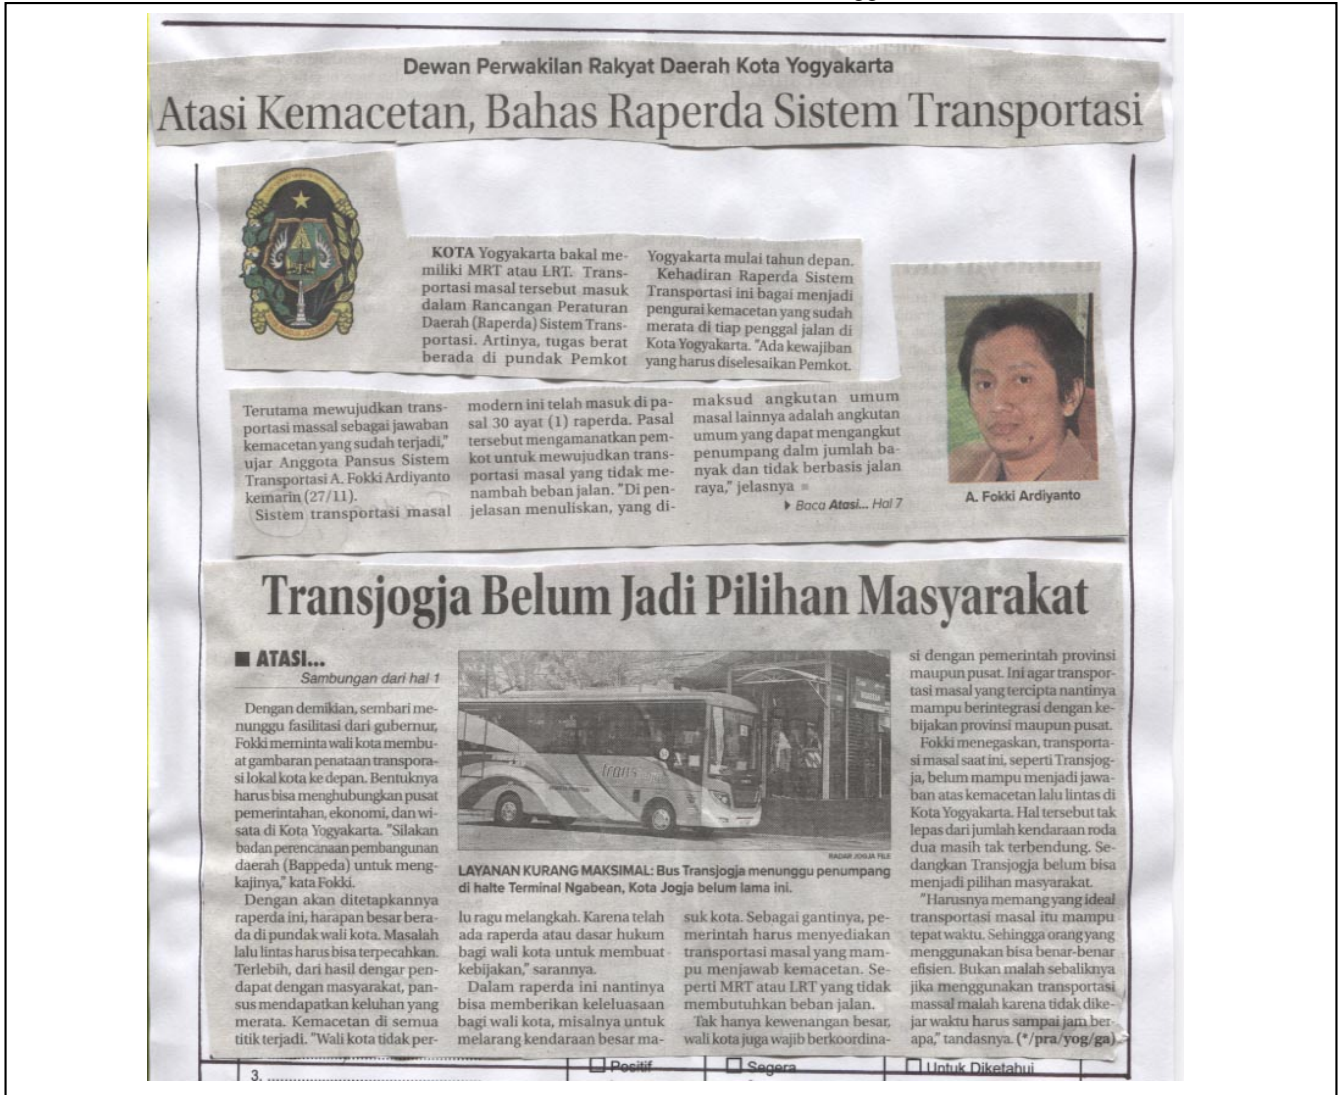 Dewan Perwakilan Rakyat Daerah Kota Yogyakarta
Atasi Kemacetan, Bahas Raperda Sistem Transportasi
KOTA Yogyakarta bakal me-
miliki MRT atau LRT. Trans-
portasi masal tersebut masuk
dalam Rancangan Peraturan
Daerah (Raperda) Sistem Trans-
portasi. Artinya, tugas berat
berada di pundak Pemkot
Yogyakarta mulai tahun depan.
Kehadiran Raperda Sistem
Transportasi ini bagai menjadi
pengurai kemacetan yang sudah
merata di tiap penggal jalan di
Kota Yogyakarta. "Ada kewajiban
yang harus diselesaikan Pemkot.
Terutama mewujudkan trans-
portasi massal sebagai jawaban
kemacetan yang sudah terjadi,"
ujar Anggota Pansus Sistem
Transportasi A. Fokki Ardiyanto
kemarin (27/11).
Sistem transportasi masal
modern ini telah masuk di pa-
sal 30 ayat (1) raperda. Pasal
tersebut mengamanatkan pem-
kot untuk mewujudkan trans-
portasi masal yang tidak me-
nambah beban jalan. "Di pen-
jelasan menuliskan, yang di-
maksud angkutan umum
masal lainnya adalah angkutan
umum yang dapat mengangkut
penumpang dalm jumlah ba-
nyak dan tidak berbasis jalan
raya," jelasnya
Baca Atasi... Hal 7
A. Fokki Ardiyanto
Transjogja Belum Jadi Pilihan Masyarakat
ATASI...
Sambungan dari hal 1
Dengan demikian, sembari me-
nunggu fasilitasi dari gubernur,
Fokki meminta wali kota membu-
at gambaran penataan transpora-
si lokal kota ke depan. Bentuknya
harus bisa menghubungkan pusat
pemerintahan, ekonomi, dan wi-
sata di Kota Yogyakarta. "Silakan
badan perencanaan pembangunan
daerah (Bappeda) untuk meng-
kajinya," kata Fokki.
Dengan akan ditetapkannya
raperda ini, harapan besar bera-
da di pundak wali kota. Masalah
lalu lintas harus bisa terpecahkan.
Terlebih, dari hasil dengar pen-
dapat dengan masyarakat, pan-
sus mendapatkan keluhan yang
merata. Kemacetan di semua
titik terjadi. "Wali kota tidak per-
trans
RADAR JOGJA FILE
LAYANAN KURANG MAKSIMAL: Bus Transjogja menunggu penumpang
di halte Terminal Ngabean, Kota Jogja belum lama ini.
lu ragu melangkah. Karena telah
ada raperda atau dasar hukum
bagi wali kota untuk membuat
kebijakan," sarannya.
Dalam raperda ini nantinya
bisa memberikan keleluasaan
bagi wali kota, misalnya untuk
melarang kendaraan besar ma-
suk kota. Sebagai gantinya, pe-
merintah harus menyediakan
transportasi masal yang mam-
pu menjawab kemacetan. Se-
perti MRT atau LRT yang tidak
membutuhkan beban jalan.
Tak hanya kewenangan besar,
wali kota juga wajib berkoordina-
si dengan pemerintah provinsi
maupun pusat. Ini agar transpor-
tasi masal yang tercipta nantinya
mampu berintegrasi dengan ke-
bijakan provinsi maupun pusat.
Fokki menegaskan, transporta-
si masal saat ini, seperti Transjog-
ja, belum mampu menjadi jawa-
ban atas kemacetan lalu lintas di
Kota Yogyakarta. Hal tersebut tak
lepas dari jumlah kendaraan roda
dua masih tak terbendung. Se-
dangkan Transjogja belum bisa
menjadi pilihan masyarakat.
"Harusnya memang yang ideal
transportasi masal itu mampu
tepat waktu. Sehingga orang yang
menggunakan bisa benar-benar
efisien. Bukan malah sebaliknya
jika menggunakan transportasi
massal malah karena tidak dike-
jar waktu harus sampai jam ber-
apa," tandasnya. (*/pra/yog/ga)
3. ........................................
Positif
Segera
Untuk Diketahui